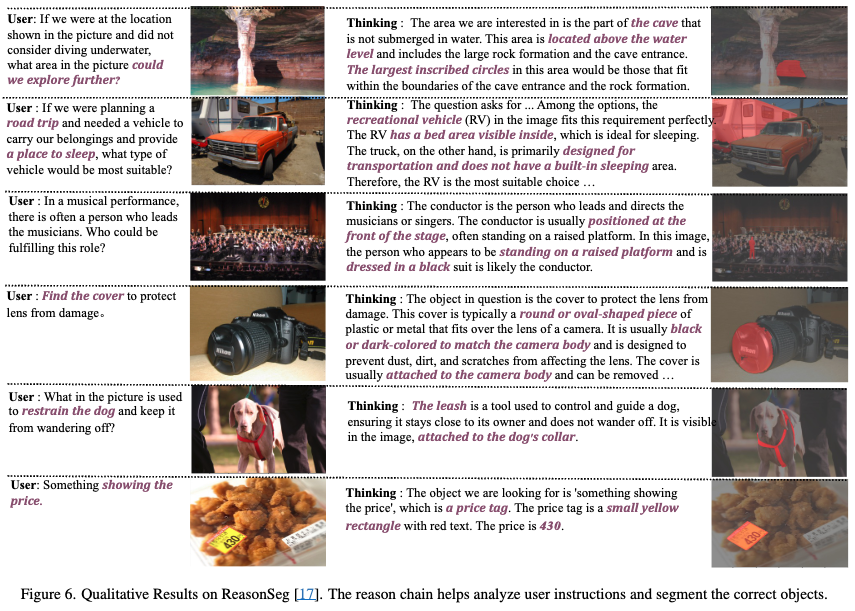 User: If we were at the location
shown in the picture and did not
consider diving underwater,
what area in the picture could
we explore further?
Thinking : The area we are interested in is the part of the cave that
is not submerged in water. This area is located above the water
level and includes the large rock formation and the cave entrance.
The largest inscribed circles in this area would be those that fit
within the boundaries of the cave entrance and the rock formation.
User : If we were planning a
road trip and needed a vehicle to
carry our belongings and provide
a place to sleep, what type of
vehicle would be most suitable?
Thinking : The question asks for ... Among the options, the
recreational vehicle (RV) in the image fits this requirement perfectly.
The RV has a bed area visible inside, which is ideal for sleeping.
The truck, on the other hand, is primarily designed for
transportation and does not have a built-in sleeping area.
Therefore, the RV is the most suitable choice …
User : In a musical performance,
there is often a person who leads
the musicians. Who could be
fulfilling this role?
Thinking : The conductor is the person who leads and directs the
musicians or singers. The conductor is usually positioned at the
front of the stage, often standing on a raised platform. In this image,
the person who appears to be standing on a raised platform and is
dressed in a black suit is likely the conductor.
User : Find the cover to protect
lens from damage。
Nikon
Thinking : The object in question is the cover to protect the lens from
damage. This cover is typically a round or oval-shaped piece of
plastic or metal that fits over the lens of a camera. It is usually black
or dark-colored to match the camera body and is designed to
prevent dust, dirt, and scratches from affecting the lens. The cover is
usually attached to the camera body and can be removed …
Nikon
User : What in the picture is used
to restrain the dog and keep it
from wandering off?
Thinking : The leash is a tool used to control and guide a dog,
ensuring it stays close to its owner and does not wander off. It is visible
in the image, attached to the dog's collar.
User: Something showing the
price.
430
Thinking : The object we are looking for is 'something showing
the price', which is a price tag. The price tag is a small yellow
rectangle with red text. The price is 430.
430
Figure 6. Qualitative Results on ReasonSeg [17]. The reason chain helps analyze user instructions and segment the correct objects.